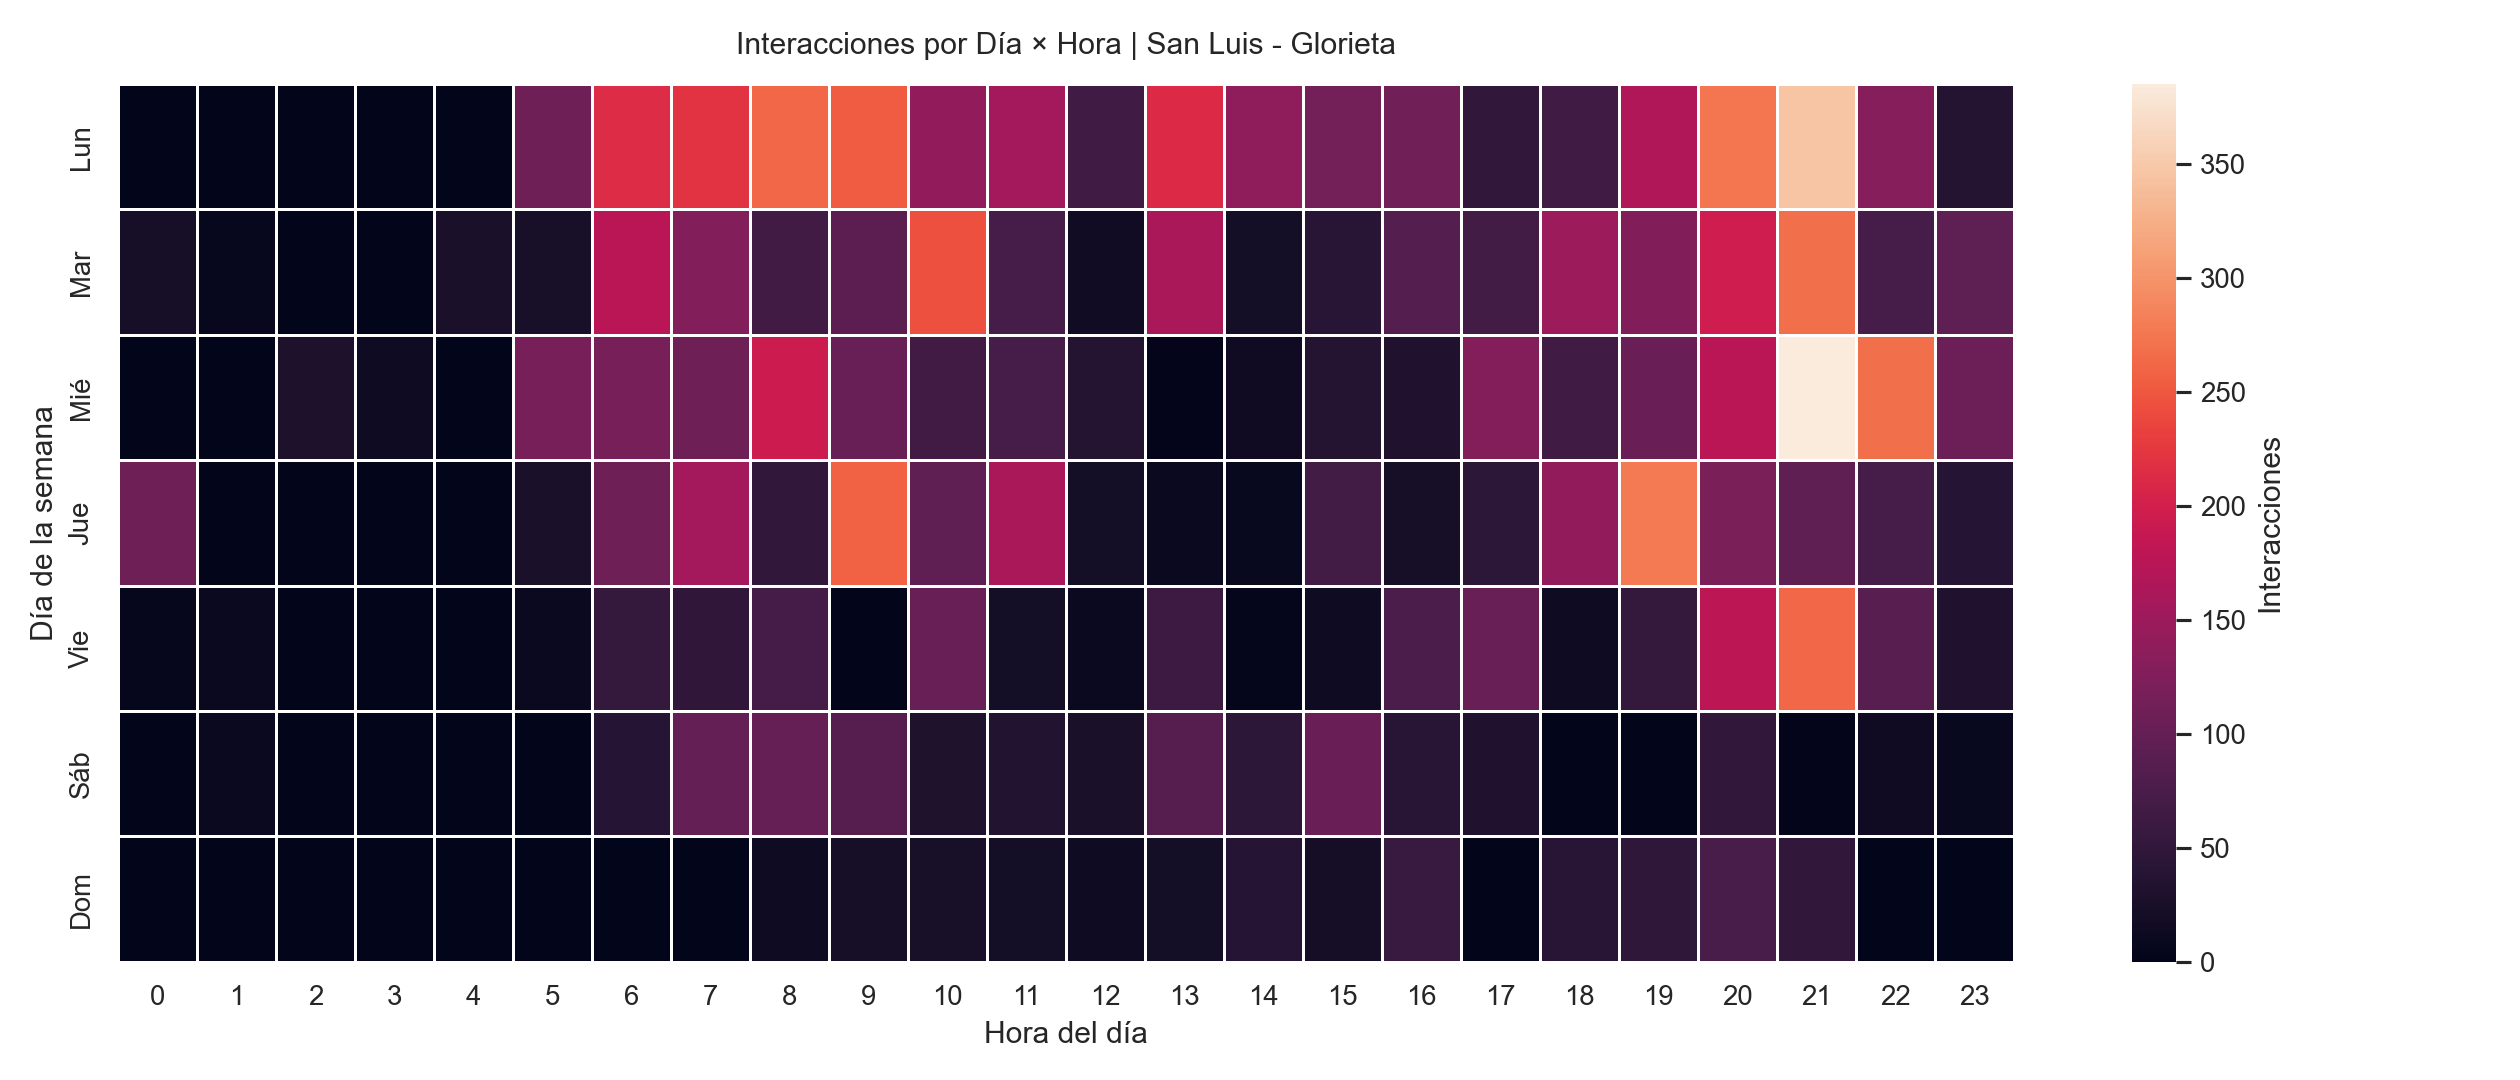 Interacciones por Día × Hora | San Luis - Glorieta
Día de la semana
Lun
Mar
Mié
Jue
Vie
Sáb
Dom
0 1 2 3 4 5 6 7 8 9 10 11 12 13 14 15 16 17 18 19 20 21 22 23
Hora del día
350
300
250
200
150
100
50
0
Interacciones